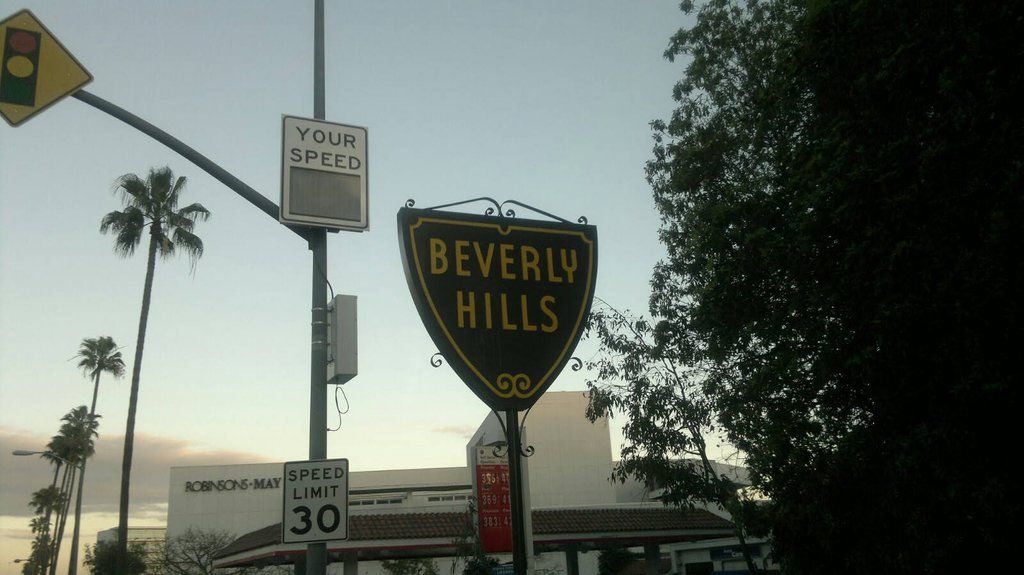 YOUR
SPEED
BEVERLY
HILLS
SPEED
LIMIT
30
ROBINSONS-MAY